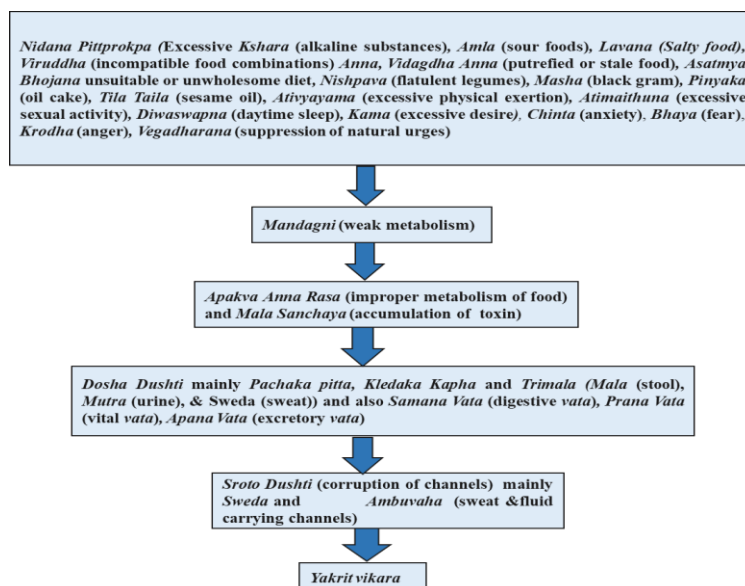 Nidana Pittprokpa (Excessive Kshara (alkaline substances), Amla (sour foods), Lavana (Salty food),
Viruddha (incompatible food combinations) Anna, Vidagdha Anna (putrefied or stale food), Asatmya
Bhojana unsuitable or unwholesome diet, Nishpava (flatulent legumes), Masha (black gram), Pinyaka
(oil cake), Tila Taila (sesame oil), Ativyayama (excessive physical exertion), Atimaithuna (excessive
sexual activity), Diwaswapna (daytime sleep), Kama (excessive desire), Chinta (anxiety), Bhaya (fear),
Krodha (anger), Vegadharana (suppression of natural urges)
Mandagni (weak metabolism)
Apakva Anna Rasa (improper metabolism of food)
and Mala Sanchaya (accumulation of toxin)
Dosha Dushti mainly Pachaka pitta, Kledaka Kapha and Trimala (Mala (stool),
Mutra (urine), & Sweda (sweat)) and also Samana Vata (digestive vata), Prana Vata
(vital vata), Apana Vata (excretory vata)
Sroto Dushti (corruption of channels) mainly
Sweda and Ambuvaha (sweat &fluid
carrying channels)
Yakrit vikara